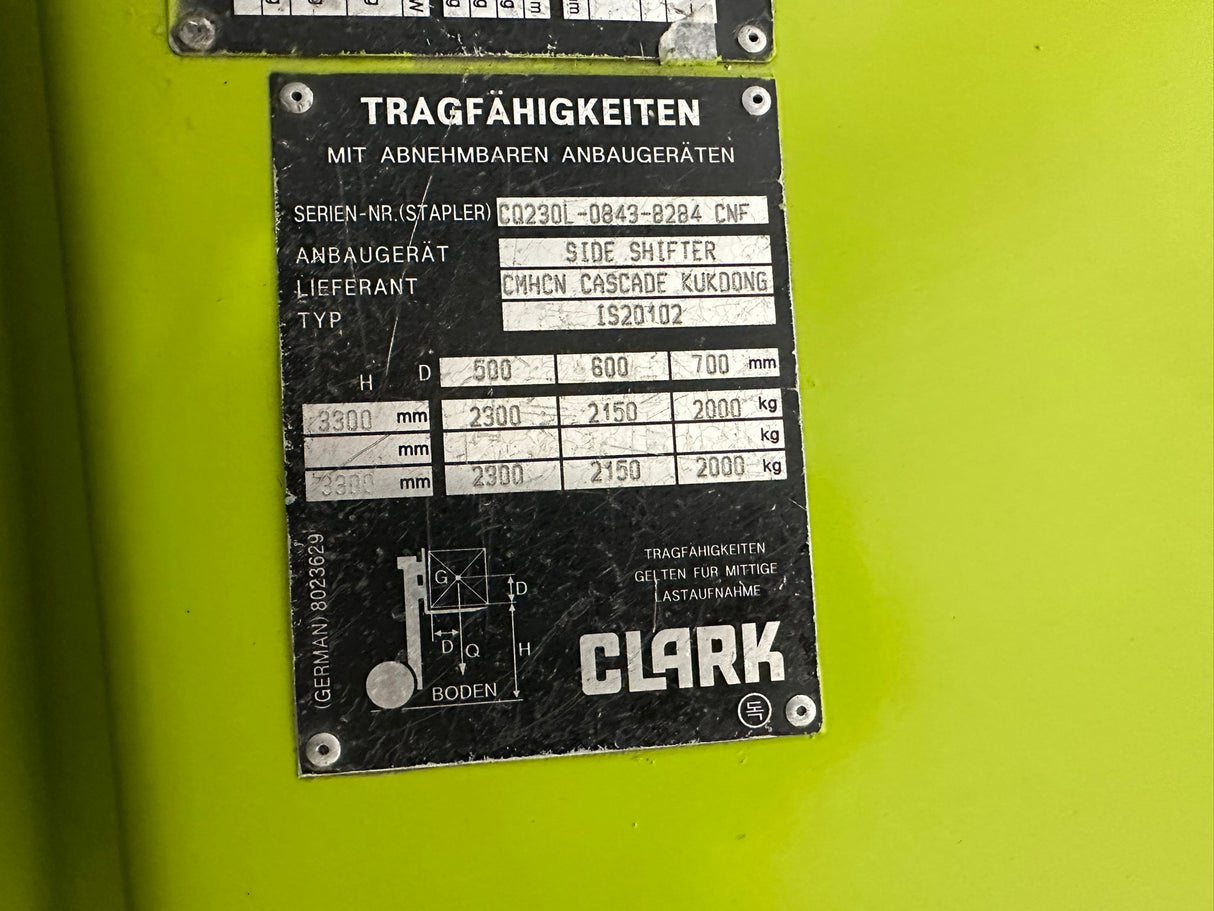 TRAGFÄHIGKEITEN
MIT ABNEHMBAREN ANBAUGERÄTEN
SERIEN-NR.(STAPLER) CQ230L-0843-8284 CNF
ANBAUGERÄT SIDE SHIFTER
LIEFERANT CMHCN CASCADE KUKDONG
TYP IS20102
H D 500 600 700 mm
3300 mm 2300 2150 2000 kg
mm kg
3300 mm 2300 2150 2000 kg
(GERMAN) 8023629
G
D
D
Q
H
BODEN
TRAGFÄHIGKEITEN
GELTEN FÜR MITTIGE
LASTAUFNAHME
CLARK
독